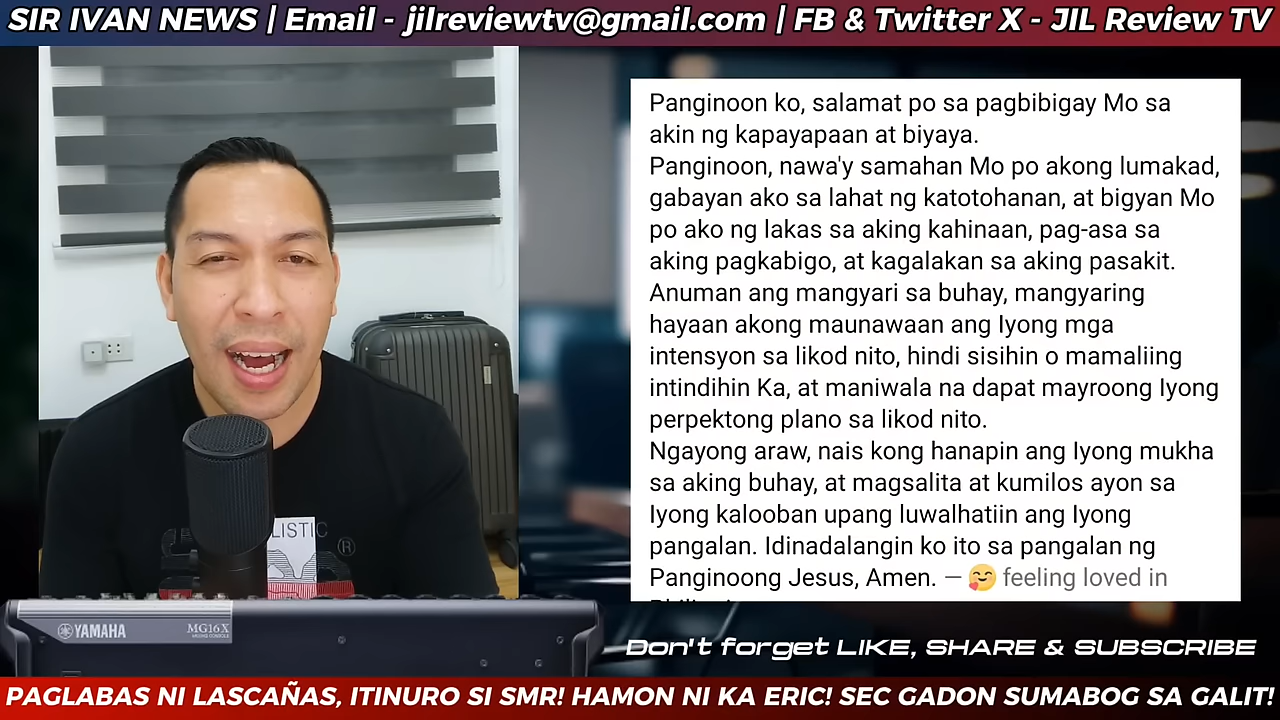 SIR IVAN NEWS | Email - jilreviewtv@gmail.com | FB & Twitter X - JIL Review TV
Panginoon ko, salamat po sa pagbibigay Mo sa
akin ng kapayapaan at biyaya.
Panginoon, nawa'y samahan Mo po akong lumakad,
gabayan ako sa lahat ng katotohanan, at bigyan Mo
po ako ng lakas sa aking kahinaan, pag-asa sa
aking pagkabigo, at kagalakan sa aking pasakit.
Anuman ang mangyari sa buhay, mangyaring
hayaan akong maunawaan ang Iyong mga
intensyon sa likod nito, hindi sisihin o mamaliing
intindihin Ka, at maniwala na dapat mayroong Iyong
perpektong plano sa likod nito.
Ngayong araw, nais kong hanapin ang Iyong mukha
sa aking buhay, at magsalita at kumilos ayon sa
Iyong kalooban upang luwalhatiin ang Iyong
pangalan. Idinadalangin ko ito sa pangalan ng
Panginoong Jesus, Amen. — 🥰 feeling loved in
LISTIC
®
YAMAHA
MG16X
MIXING CONSOLE
Don't forget LIKE, SHARE & SUBSCRIBE
PAGLABAS NI LASCAÑAS, ITINURO SI SMR! HAMON NI KA ERIC! SEC GADON SUMABOG SA GALIT!